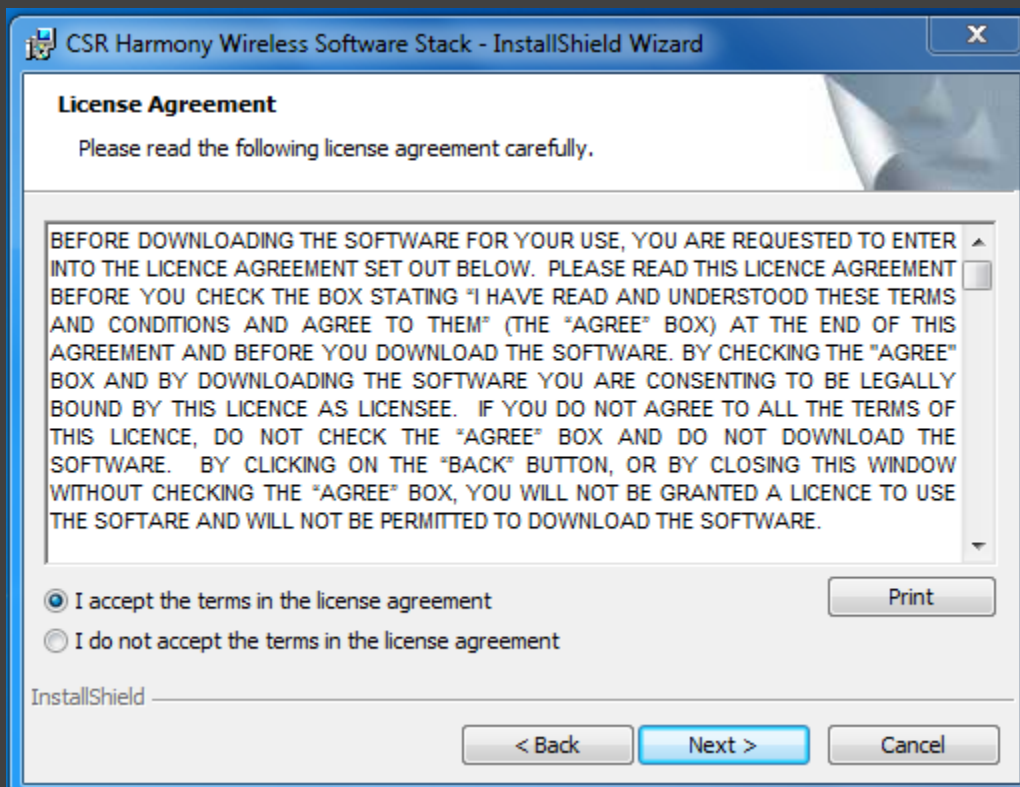 CSR Harmony Wireless Software Stack - InstallShield Wizard
X
License Agreement
Please read the following license agreement carefully.
BEFORE DOWNLOADING THE SOFTWARE FOR YOUR USE, YOU ARE REQUESTED TO ENTER
INTO THE LICENCE AGREEMENT SET OUT BELOW. PLEASE READ THIS LICENCE AGREEMENT
BEFORE YOU CHECK THE BOX STATING “I HAVE READ AND UNDERSTOOD THESE TERMS
AND CONDITIONS AND AGREE TO THEM” (THE “AGREE” BOX) AT THE END OF THIS
AGREEMENT AND BEFORE YOU DOWNLOAD THE SOFTWARE. BY CHECKING THE "AGREE"
BOX AND BY DOWNLOADING THE SOFTWARE YOU ARE CONSENTING TO BE LEGALLY
BOUND BY THIS LICENCE AS LICENSEE. IF YOU DO NOT AGREE TO ALL THE TERMS OF
THIS LICENCE, DO NOT CHECK THE “AGREE” BOX AND DO NOT DOWNLOAD THE
SOFTWARE. BY CLICKING ON THE “BACK” BUTTON, OR BY CLOSING THIS WINDOW
WITHOUT CHECKING THE “AGREE” BOX, YOU WILL NOT BE GRANTED A LICENCE TO USE
THE SOFTARE AND WILL NOT BE PERMITTED TO DOWNLOAD THE SOFTWARE.
I accept the terms in the license agreement
Print
I do not accept the terms in the license agreement
InstallShield
< Back
Next >
Cancel